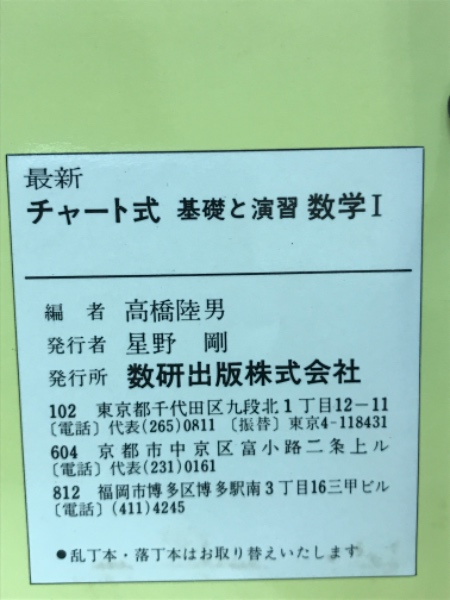 最新
チャート式 基礎と演習 数学I
編 者 高橋陸男
発行者 星野 剛
発行所 数研出版株式会社
102 東京都千代田区九段北1丁目12−11
〔電話〕代表(265)0811 〔振替〕東京4-118431
604 京都市中京区富小路二条上ル
〔電話〕代表(231)0161
812 福岡市博多区博多駅南3丁目16三甲ビル
〔電話〕(411)4245
●乱丁本・落丁本はお取り替えいたします